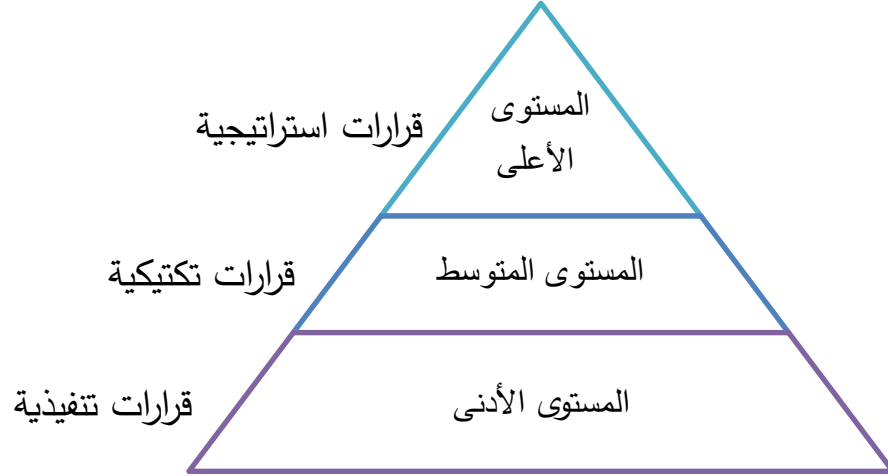 المستوى
الأعلى
قرارات استراتيجية
المستوى المتوسط
قرارات تكتيكية
المستوى الأدنى
قرارات تنفيذية